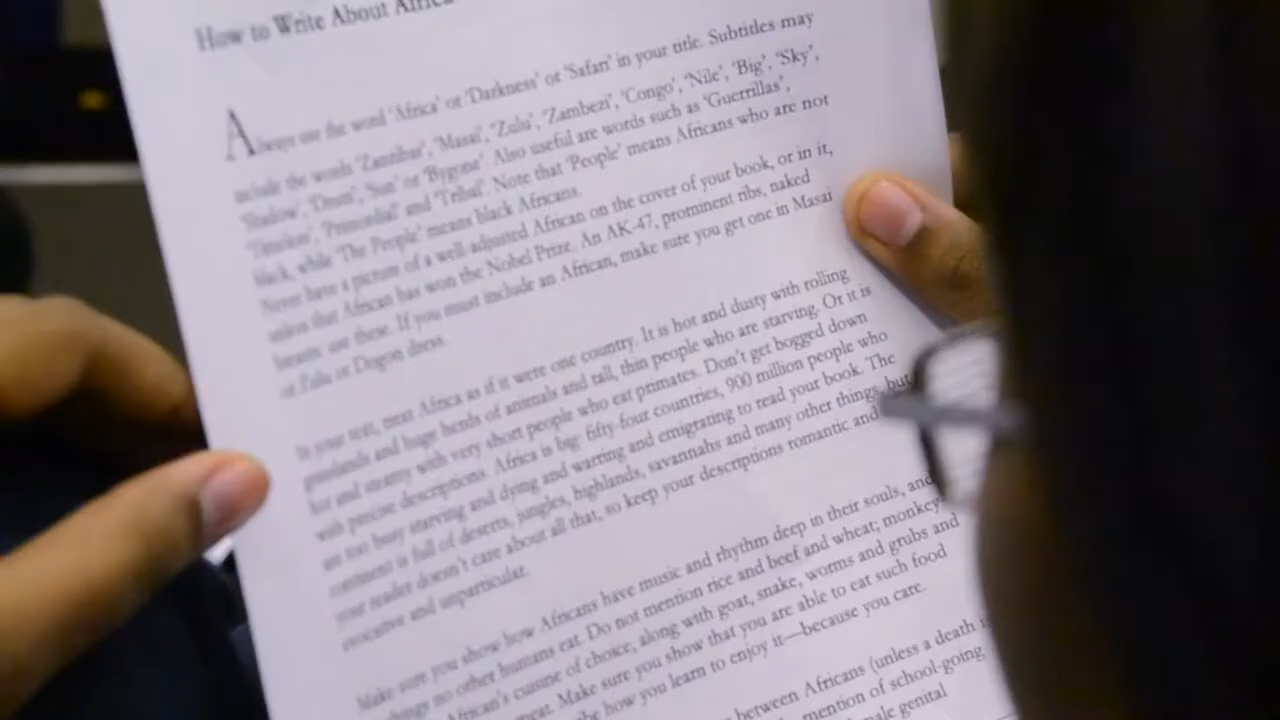 How to Write About Africa
Always use the word 'Africa' or 'Darkness' or 'Safari' in your title. Subtitles may
include the words 'Zanzibar', 'Masai', 'Zulu', 'Zambezi', 'Congo', 'Nile', 'Big', 'Sky',
'Shadow', 'Drum', 'Sun' or 'Bygone'. Also useful are words such as 'Guerrillas',
'Timeless', 'Primordial' and 'Tribal'. Note that 'People' means Africans who are not
black, while 'The People' means black Africans.
Never have a picture of a well-adjusted African on the cover of your book, or in it,
unless that African has won the Nobel Prize. An AK-47, prominent ribs, naked
breasts: use these. If you must include an African, make sure you get one in Masai
or Zulu or Dogon dress.
In your text, treat Africa as if it were one country. It is hot and dusty with rolling
grasslands and huge herds of animals and tall, thin people who are starving. Or it is
hot and steamy with very short people who eat primates. Don't get bogged down
with precise descriptions. Africa is big: fifty-four countries, 900 million people who
are too busy starving and dying and warring and emigrating to read your book. The
continent is full of deserts, jungles, highlands, savannahs and many other things, but
your reader doesn't care about all that, so keep your descriptions romantic and
evocative and unparticular.
Make sure you show how Africans have music and rhythm deep in their souls, and
things no other humans eat. Do not mention rice and beef and wheat; monkey
African's cuisine of choice, along with goat, snake, worms and grubs and
meat. Make sure you show that you are able to eat such food
how you learn to enjoy it—because you care.
between Africans (unless a death
mention of school-going
genital